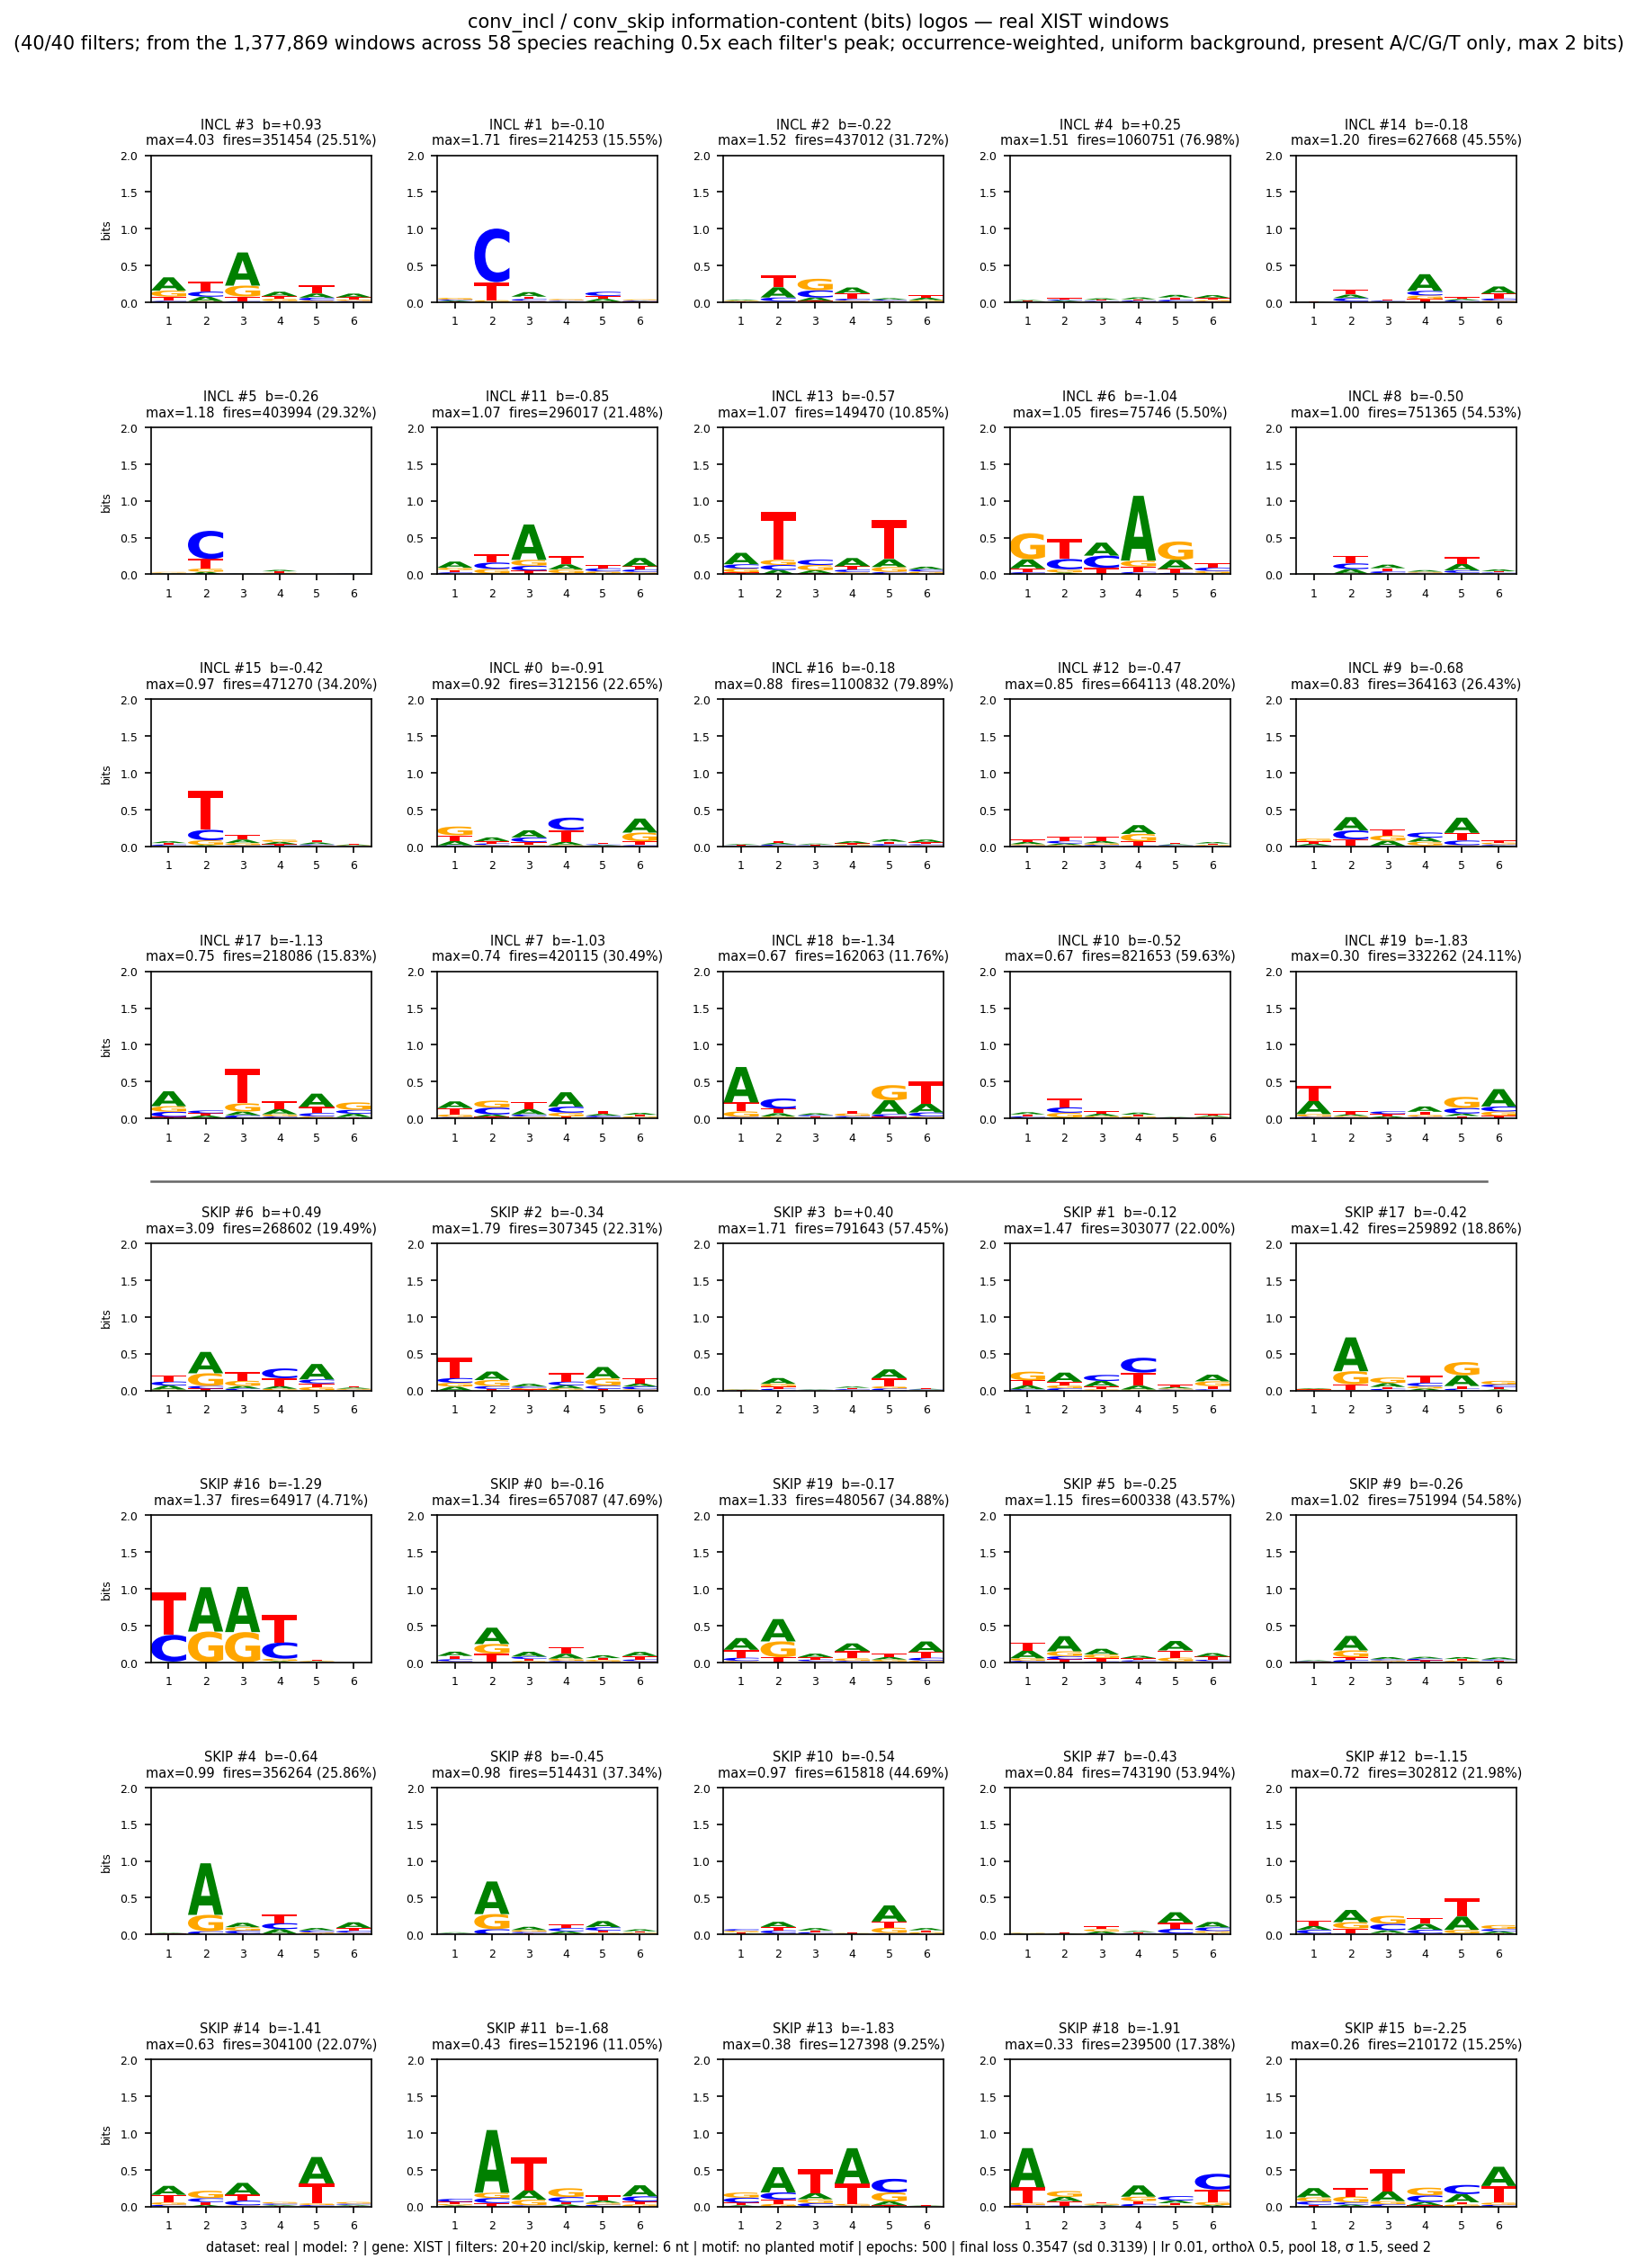 conv_incl / conv_skip information-content (bits) logos — real XIST windows
(40/40 filters; from the 1,377,869 windows across 58 species reaching 0.5x each filter's peak; occurrence-weighted, uniform background, present A/C/G/T only, max 2 bits)
INCL #3 b=+0.93
max=4.03 fires=351454 (25.51%)
INCL #1 b=-0.10
max=1.71 fires=214253 (15.55%)
INCL #2 b=-0.22
max=1.52 fires=437012 (31.72%)
INCL #4 b=+0.25
max=1.51 fires=1060751 (76.98%)
INCL #14 b=-0.18
max=1.20 fires=627668 (45.55%)
INCL #5 b=-0.26
max=1.18 fires=403994 (29.32%)
INCL #11 b=-0.85
max=1.07 fires=296017 (21.48%)
INCL #13 b=-0.57
max=1.07 fires=149470 (10.85%)
INCL #6 b=-1.04
max=1.05 fires=75746 (5.50%)
INCL #8 b=-0.50
max=1.00 fires=751365 (54.53%)
INCL #15 b=-0.42
max=0.97 fires=471270 (34.20%)
INCL #0 b=-0.91
max=0.92 fires=312156 (22.65%)
INCL #16 b=-0.18
max=0.88 fires=1100832 (79.89%)
INCL #12 b=-0.47
max=0.85 fires=664113 (48.20%)
INCL #9 b=-0.68
max=0.83 fires=364163 (26.43%)
INCL #17 b=-1.13
max=0.75 fires=218086 (15.83%)
INCL #7 b=-1.03
max=0.74 fires=420115 (30.49%)
INCL #18 b=-1.34
max=0.67 fires=162063 (11.76%)
INCL #10 b=-0.52
max=0.67 fires=821653 (59.63%)
INCL #19 b=-1.83
max=0.30 fires=332262 (24.11%)
SKIP #6 b=+0.49
max=3.09 fires=268602 (19.49%)
SKIP #2 b=-0.34
max=1.79 fires=307345 (22.31%)
SKIP #3 b=+0.40
max=1.71 fires=791643 (57.45%)
SKIP #1 b=-0.12
max=1.47 fires=303077 (22.00%)
SKIP #17 b=-0.42
max=1.42 fires=259892 (18.86%)
SKIP #16 b=-1.29
max=1.37 fires=64917 (4.71%)
SKIP #0 b=-0.16
max=1.34 fires=657087 (47.69%)
SKIP #19 b=-0.17
max=1.33 fires=480567 (34.88%)
SKIP #5 b=-0.25
max=1.15 fires=600338 (43.57%)
SKIP #9 b=-0.26
max=1.02 fires=751994 (54.58%)
SKIP #4 b=-0.64
max=0.99 fires=356264 (25.86%)
SKIP #8 b=-0.45
max=0.98 fires=514431 (37.34%)
SKIP #10 b=-0.54
max=0.97 fires=615818 (44.69%)
SKIP #7 b=-0.43
max=0.84 fires=743190 (53.94%)
SKIP #12 b=-1.15
max=0.72 fires=302812 (21.98%)
SKIP #14 b=-1.41
max=0.63 fires=304100 (22.07%)
SKIP #11 b=-1.68
max=0.43 fires=152196 (11.05%)
SKIP #13 b=-1.83
max=0.38 fires=127398 (9.25%)
SKIP #18 b=-1.91
max=0.33 fires=239500 (17.38%)
SKIP #15 b=-2.25
max=0.26 fires=210172 (15.25%)
dataset: real | model: ? | gene: XIST | filters: 20+20 incl/skip, kernel: 6 nt | motif: no planted motif | epochs: 500 | final loss 0.3547 (sd 0.3139) | lr 0.01, orthoλ 0.5, pool 18, σ 1.5, seed 2